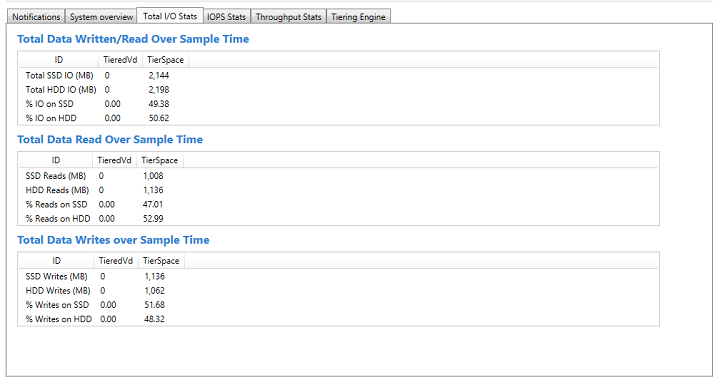 Notifications System overview Total I/O Stats IOPS Stats Throughput Stats Tiering Engine
Total Data Written/Read Over Sample Time
ID TieredVd TierSpace
Total SSD IO (MB) 0 2,144
Total HDD IO (MB) 0 2,198
% IO on SSD 0.00 49.38
% IO on HDD 0.00 50.62
Total Data Read Over Sample Time
ID TieredVd TierSpace
SSD Reads (MB) 0 1,008
HDD Reads (MB) 0 1,136
% Reads on SSD 0.00 47.01
% Reads on HDD 0.00 52.99
Total Data Writes over Sample Time
ID TieredVd TierSpace
SSD Writes (MB) 0 1,136
HDD Writes (MB) 0 1,062
% Writes on SSD 0.00 51.68
% Writes on HDD 0.00 48.32